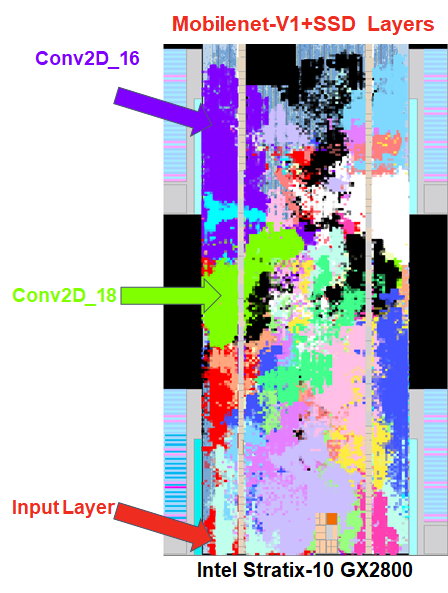 Mobilenet-V1+SSD Layers
Conv2D_16
Conv2D_18
Input Layer
Intel Stratix-10 GX2800